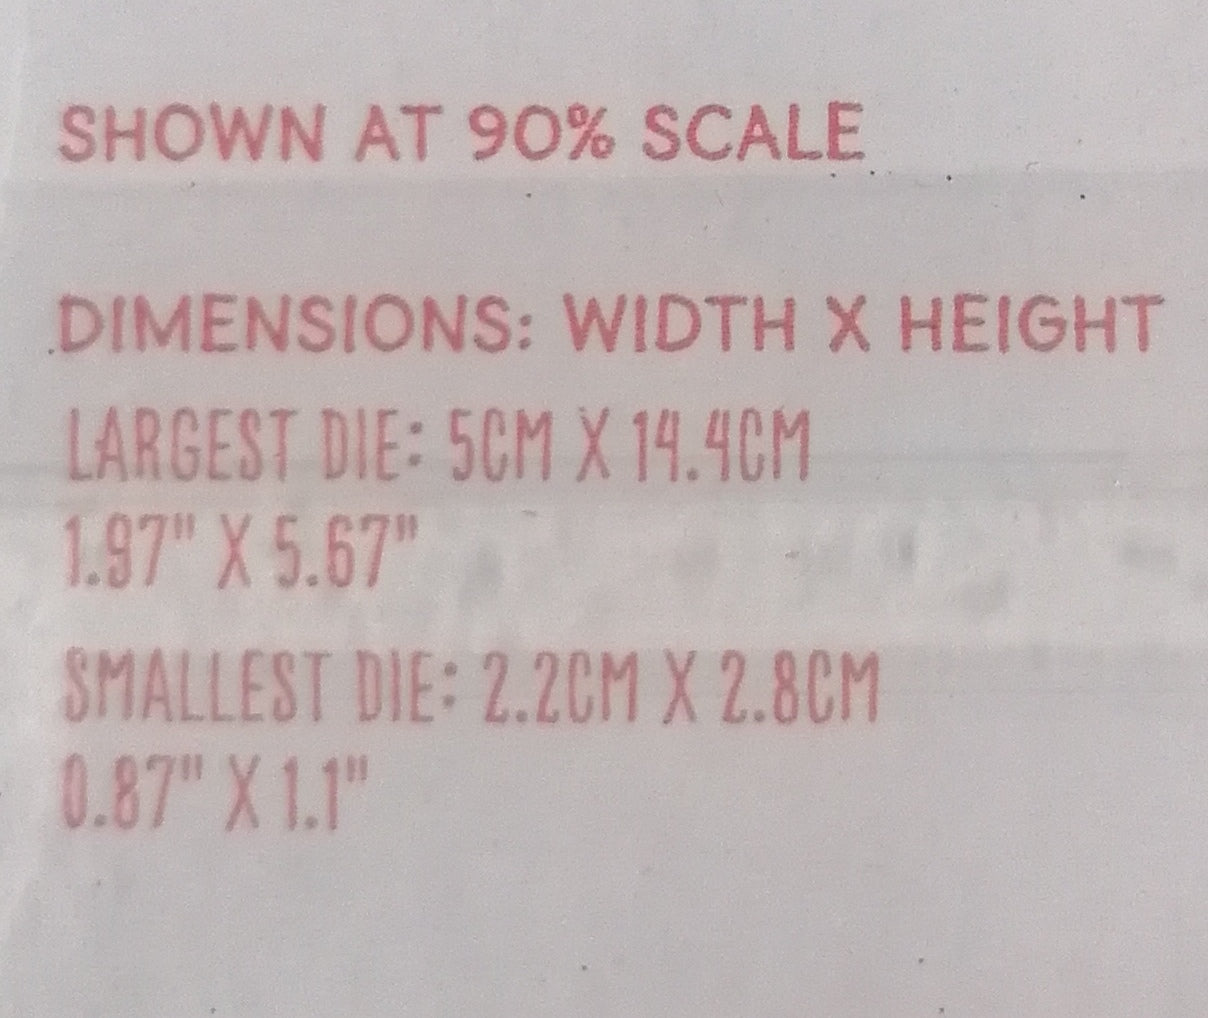 SHOWN AT 90% SCALE
DIMENSIONS: WIDTH X HEIGHT
LARGEST DIE: 5CM X 14.4CM
1.97" X 5.67"
SMALLEST DIE: 2.2CM X 2.8CM
0.87" X 1.1"